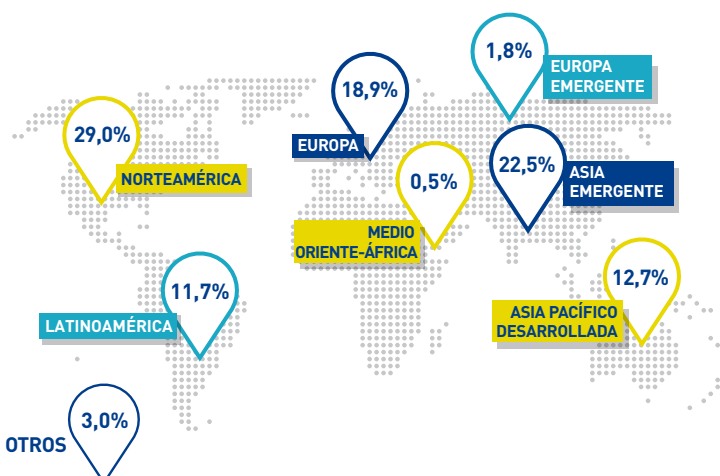 1,8%
EUROPA
EMERGENTE
18,9%
EUROPA
29,0%
NORTEAMÉRICA
0,5%
MEDIO
ORIENTE-ÁFRICA
22,5%
ASIA
EMERGENTE
11,7%
LATINOAMÉRICA
12,7%
ASIA PACÍFICO
DESARROLLADA
3,0%
OTROS